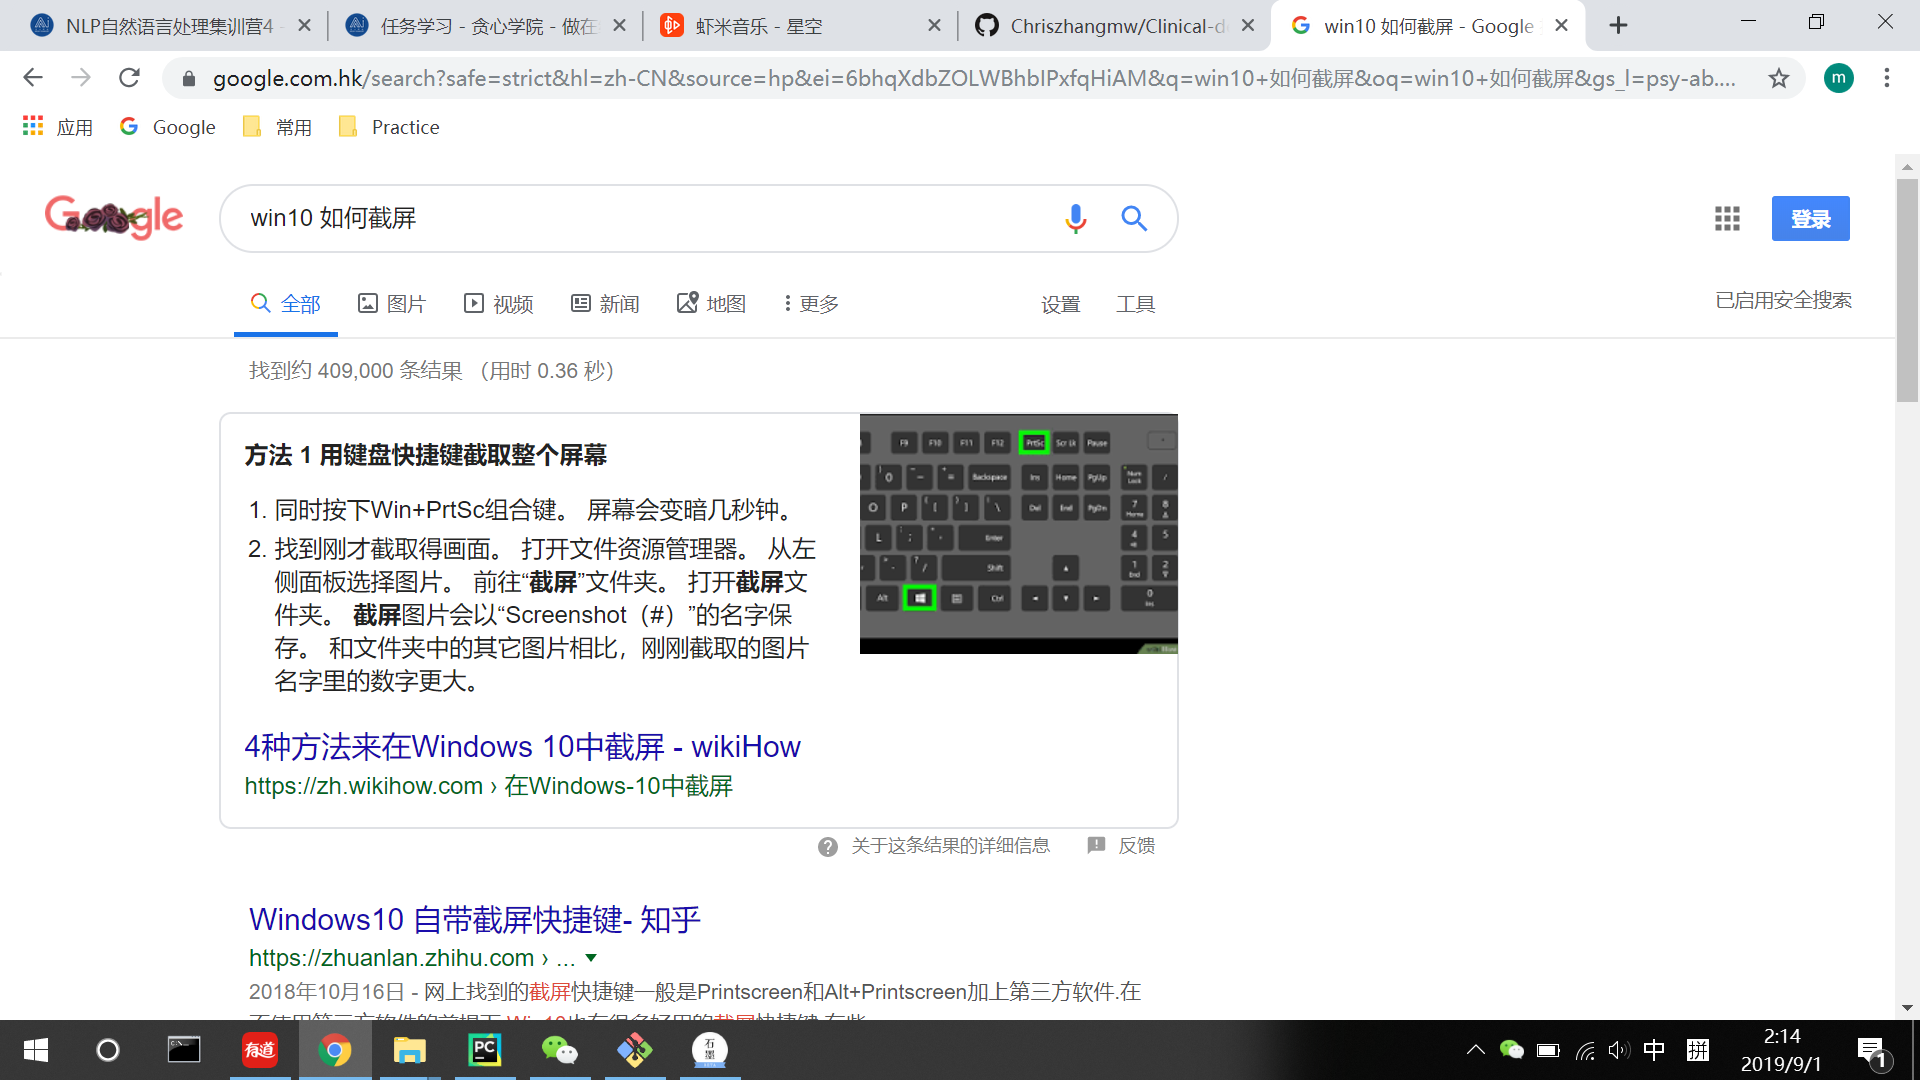 NLP自然语言处理集训营4 -
任务学习 - 贪心学院 - 做在
虾米音乐 - 星空
Chriszhangmw/Clinical-d
win10 如何截屏 - Google
google.com.hk/search?safe=strict&hl=zh-CN&source=hp&ei=6bhqXdbZOLWBhbIPxfqHiAM&q=win10+如何截屏&oq=win10+如何截屏&gs_l=psy-ab....
m
应用
Google
常用
Practice
Google
win10 如何截屏
登录
全部
图片
视频
新闻
地图
更多
设置
工具
已启用安全搜索
找到约 409,000 条结果 （用时 0.36 秒）
方法 1 用键盘快捷键截取整个屏幕
1. 同时按下Win+PrtSc组合键。 屏幕会变暗几秒钟。
2. 找到刚才截取得画面。 打开文件资源管理器。 从左
侧面板选择图片。 前往“截屏”文件夹。 打开截屏文
件夹。 截屏图片会以“Screenshot（#）”的名字保
存。 和文件夹中的其它图片相比，刚刚截取的图片
名字里的数字更大。
F9 F10 F11 F12 PrtSc Scr Lk Pause
Backspace Ins Home PgUp Num Lock /
O P Del End PgDn 7 Home 8
L Enter 4 5
Shift 1 End 2
Alt Ctrl 0 Ins
4种方法来在Windows 10中截屏 - wikiHow
https://zh.wikihow.com › 在Windows-10中截屏
关于这条结果的详细信息
反馈
Windows10 自带截屏快捷键- 知乎
https://zhuanlan.zhihu.com › ...
2018年10月16日 - 网上找到的截屏快捷键一般是Printscreen和Alt+Printscreen加上第三方软件.在
有道
PC
石墨
中
拼
2:14
2019/9/1
1